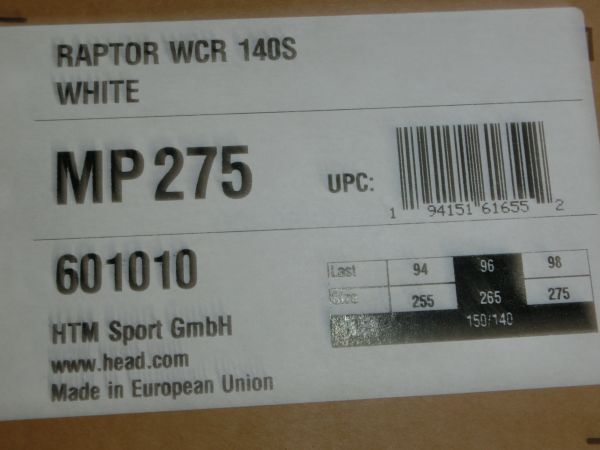 RAPTOR WCR 140S
WHITE
MP 275
UPC:
1 94151 61655 2
601010
Last 94 96 98
Size 255 265 275
150/140
HTM Sport GmbH
www.head.com
Made in European Union